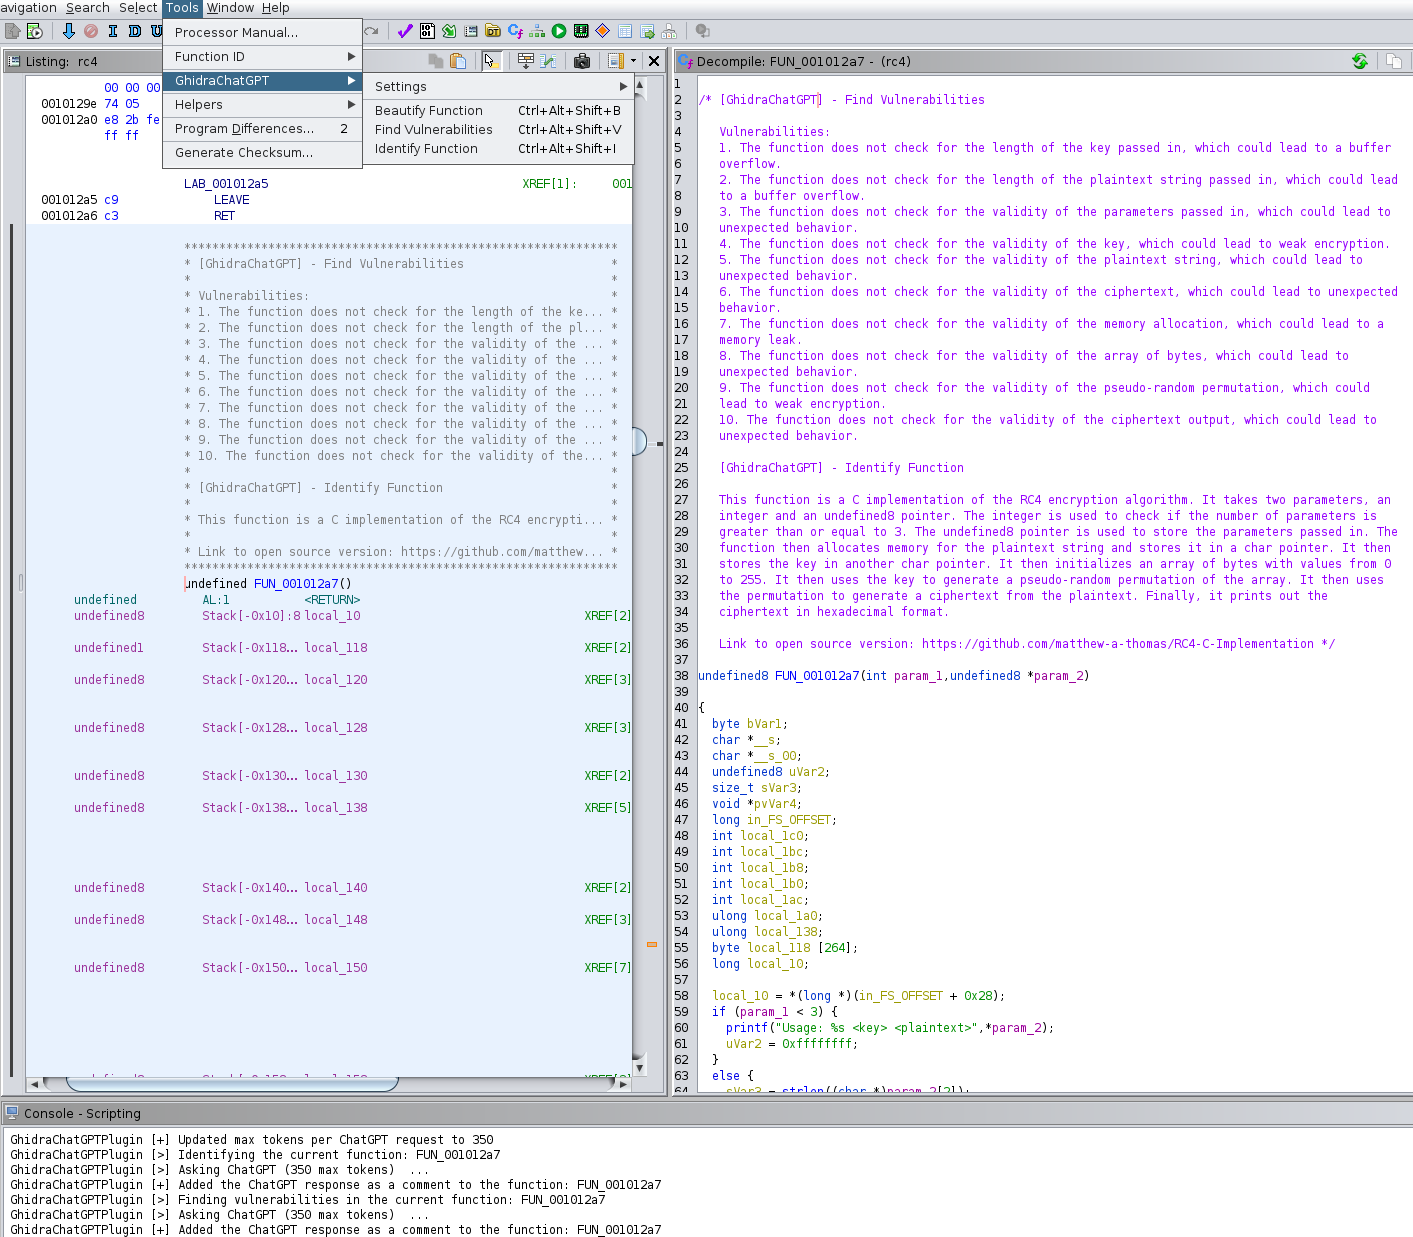 avigation Search Select Tools Window Help
Processor Manual...
Function ID
GhidraChatGPT
Helpers
Program Differences... 2
Generate Checksum...
Settings
Beautify Function Ctrl+Alt+Shift+B
Find Vulnerabilities Ctrl+Alt+Shift+V
Identify Function Ctrl+Alt+Shift+I
I D U
Listing: rc4
00 00 00
0010129e 74 05
001012a0 e8 2b fe
ff ff
LAB_001012a5 XREF[1]: 001
001012a5 c9 LEAVE
001012a6 c3 RET
**************************************************************
* [GhidraChatGPT] - Find Vulnerabilities *
* *
* Vulnerabilities: *
* 1. The function does not check for the length of the ke... *
* 2. The function does not check for the length of the pl... *
* 3. The function does not check for the validity of the ... *
* 4. The function does not check for the validity of the ... *
* 5. The function does not check for the validity of the ... *
* 6. The function does not check for the validity of the ... *
* 7. The function does not check for the validity of the ... *
* 8. The function does not check for the validity of the ... *
* 9. The function does not check for the validity of the ... *
* 10. The function does not check for the validity of the... *
* *
* [GhidraChatGPT] - Identify Function *
* *
* This function is a C implementation of the RC4 encrypti... *
* *
* Link to open source version: https://github.com/matthew... *
**************************************************************
undefined FUN_001012a7()
undefined AL:1 <RETURN>
undefined8 Stack[-0x10]:8 local_10 XREF[2]
undefined1 Stack[-0x118... local_118 XREF[2]
undefined8 Stack[-0x120... local_120 XREF[3]
undefined8 Stack[-0x128... local_128 XREF[3]
undefined8 Stack[-0x130... local_130 XREF[2]
undefined8 Stack[-0x138... local_138 XREF[5]
undefined8 Stack[-0x140... local_140 XREF[2]
undefined8 Stack[-0x148... local_148 XREF[3]
undefined8 Stack[-0x150... local_150 XREF[7]
Decompile: FUN_001012a7 - (rc4)
1
2 /* [GhidraChatGPT] - Find Vulnerabilities
3
4 Vulnerabilities:
5 1. The function does not check for the length of the key passed in, which could lead to a buffer
6 overflow.
7 2. The function does not check for the length of the plaintext string passed in, which could lead
8 to a buffer overflow.
9 3. The function does not check for the validity of the parameters passed in, which could lead to
10 unexpected behavior.
11 4. The function does not check for the validity of the key, which could lead to weak encryption.
12 5. The function does not check for the validity of the plaintext string, which could lead to
13 unexpected behavior.
14 6. The function does not check for the validity of the ciphertext, which could lead to unexpected
15 behavior.
16 7. The function does not check for the validity of the memory allocation, which could lead to a
17 memory leak.
18 8. The function does not check for the validity of the array of bytes, which could lead to
19 unexpected behavior.
20 9. The function does not check for the validity of the pseudo-random permutation, which could
21 lead to weak encryption.
22 10. The function does not check for the validity of the ciphertext output, which could lead to
23 unexpected behavior.
24
25 [GhidraChatGPT] - Identify Function
26
27 This function is a C implementation of the RC4 encryption algorithm. It takes two parameters, an
28 integer and an undefined8 pointer. The integer is used to check if the number of parameters is
29 greater than or equal to 3. The undefined8 pointer is used to store the parameters passed in. The
30 function then allocates memory for the plaintext string and stores it in a char pointer. It then
31 stores the key in another char pointer. It then initializes an array of bytes with values from 0
32 to 255. It then uses the key to generate a pseudo-random permutation of the array. It then uses
33 the permutation to generate a ciphertext from the plaintext. Finally, it prints out the
34 ciphertext in hexadecimal format.
35
36 Link to open source version: https://github.com/matthew-a-thomas/RC4-C-Implementation */
37
38 undefined8 FUN_001012a7(int param_1,undefined8 *param_2)
39
40 {
41 byte bVar1;
42 char *__s;
43 char *__s_00;
44 undefined8 uVar2;
45 size_t sVar3;
46 void *pvVar4;
47 long in_FS_OFFSET;
48 int local_1c0;
49 int local_1bc;
50 int local_1b8;
51 int local_1b0;
52 int local_1ac;
53 ulong local_1a0;
54 ulong local_138;
55 byte local_118 [264];
56 long local_10;
57
58 local_10 = *(long *)(in_FS_OFFSET + 0x28);
59 if (param_1 < 3) {
60 printf("Usage: %s <key> <plaintext>",*param_2);
61 uVar2 = 0xffffffff;
62 }
63 else {
64 sVar3 = strlen((char *)param_2[2]);
Console - Scripting
GhidraChatGPTPlugin [+] Updated max tokens per ChatGPT request to 350
GhidraChatGPTPlugin [>] Identifying the current function: FUN_001012a7
GhidraChatGPTPlugin [>] Asking ChatGPT (350 max tokens) ...
GhidraChatGPTPlugin [+] Added the ChatGPT response as a comment to the function: FUN_001012a7
GhidraChatGPTPlugin [>] Finding vulnerabilities in the current function: FUN_001012a7
GhidraChatGPTPlugin [>] Asking ChatGPT (350 max tokens) ...
GhidraChatGPTPlugin [+] Added the ChatGPT response as a comment to the function: FUN_001012a7